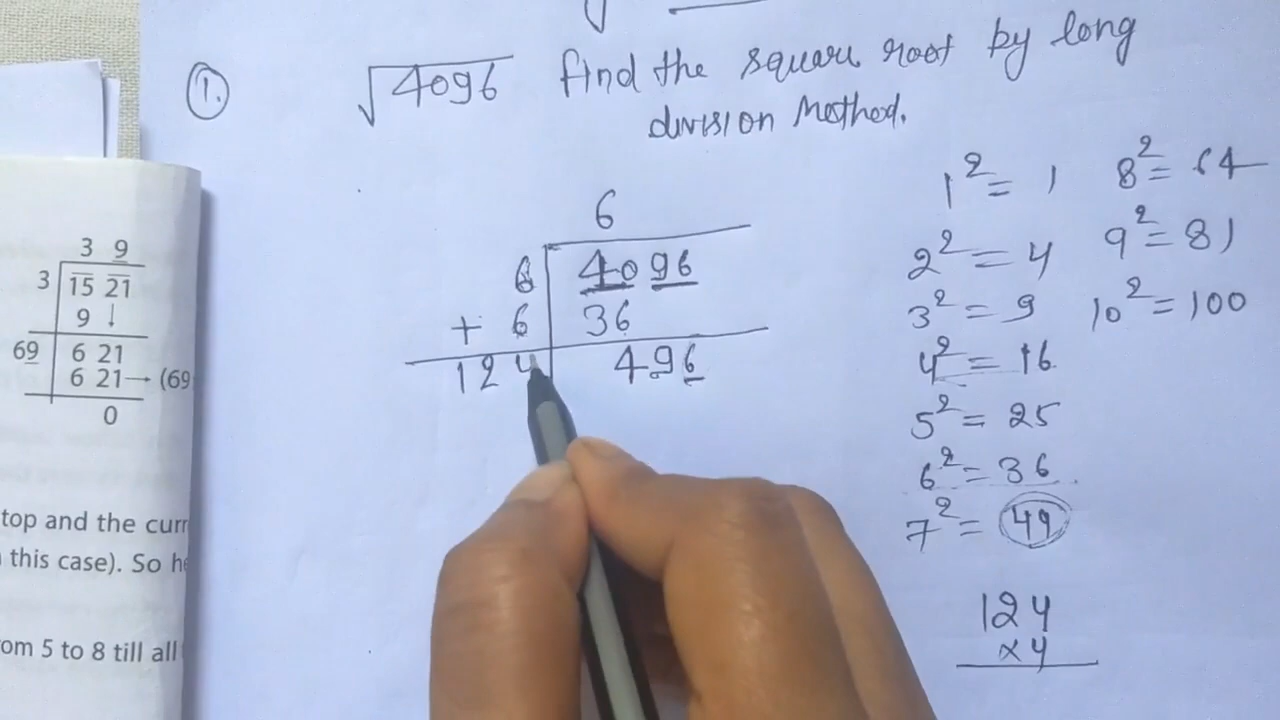 1. √4096 find the square root by long
division Method.
6
6 4096
+ 6 36
124 496
1² = 1
2² = 4
3² = 9
4² = 16
5² = 25
6² = 36
7² = 49
8² = 64
9² = 81
10² = 100
124
×4
3 9
3 15 21
9 ↓
69 6 21
6 21→ (69
0
top and the
this case). So
om 5 to 8 till all